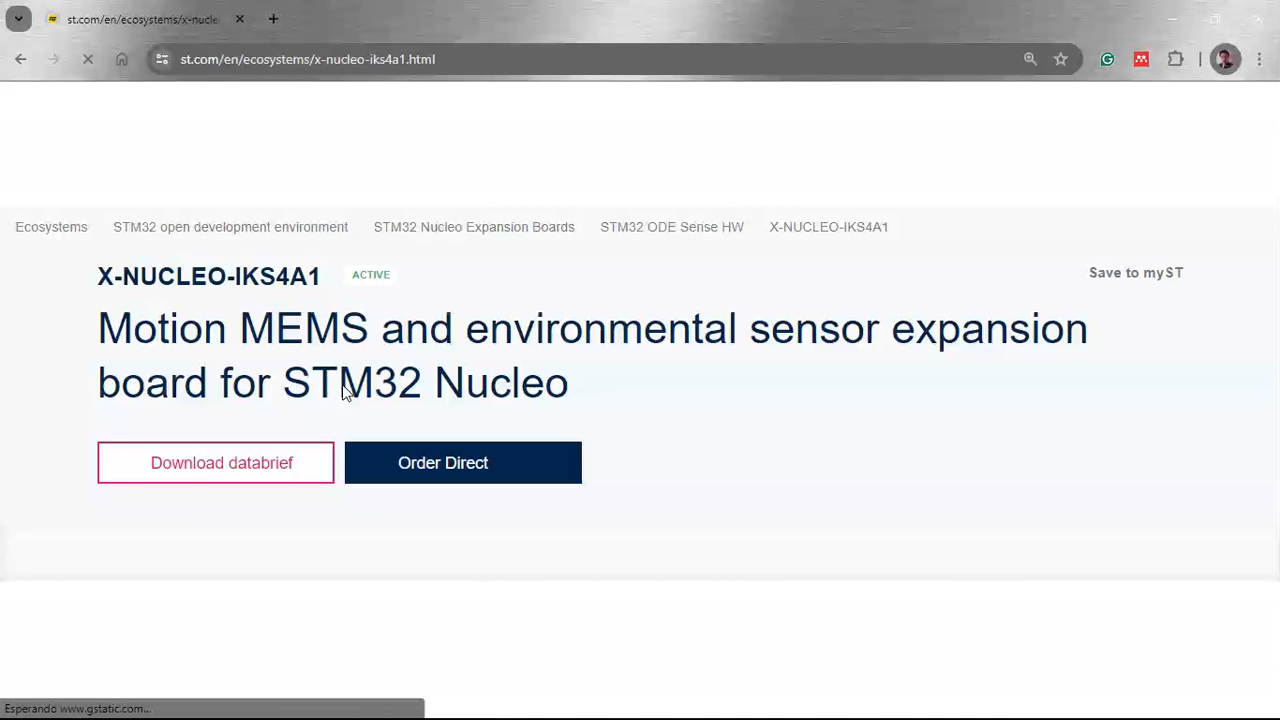 st.com/en/ecosystems/x-nucle
st.com/en/ecosystems/x-nucleo-iks4a1.html
Ecosystems STM32 open development environment STM32 Nucleo Expansion Boards STM32 ODE Sense HW X-NUCLEO-IKS4A1
X-NUCLEO-IKS4A1 ACTIVE
Save to myST
Motion MEMS and environmental sensor expansion
board for STM32 Nucleo
Download databrief
Order Direct
Esperando www.gstatic.com...